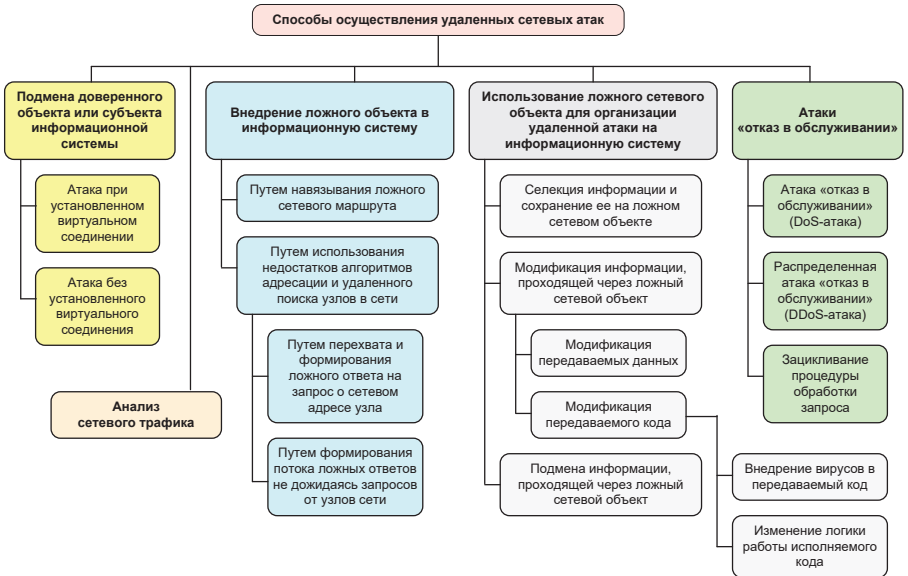 Способы осуществления удаленных сетевых атак
Подмена доверенного
объекта или субъекта
информационной
системы
Атака при
установленном
виртуальном
соединении
Атака без
установленного
виртуального
соединения
Анализ
сетевого трафика
Внедрение ложного объекта в
информационную систему
Путем навязывания ложного
сетевого маршрута
Путем использования
недостатков алгоритмов
адресации и удаленного
поиска узлов в сети
Путем перехвата и
формирования
ложного ответа на
запрос о сетевом
адресе узла
Путем формирования
потока ложных ответов
не дожидаясь запросов
от узлов сети
Использование ложного сетевого
объекта для организации
удаленной атаки на
информационную систему
Селекция информации и
сохранение ее на ложном
сетевом объекте
Модификация информации,
проходящей через ложный
сетевой объект
Модификация
передаваемых данных
Модификация
передаваемого кода
Внедрение вирусов в
передаваемый код
Изменение логики
работы исполняемого
кода
Подмена информации,
проходящей через ложный
сетевой объект
Атаки
«отказ в обслуживании»
Атака «отказ в
обслуживании»
(DoS-атака)
Распределенная
атака «отказ в
обслуживании»
(DDoS-атака)
Зацикливание
процедуры
обработки
запроса